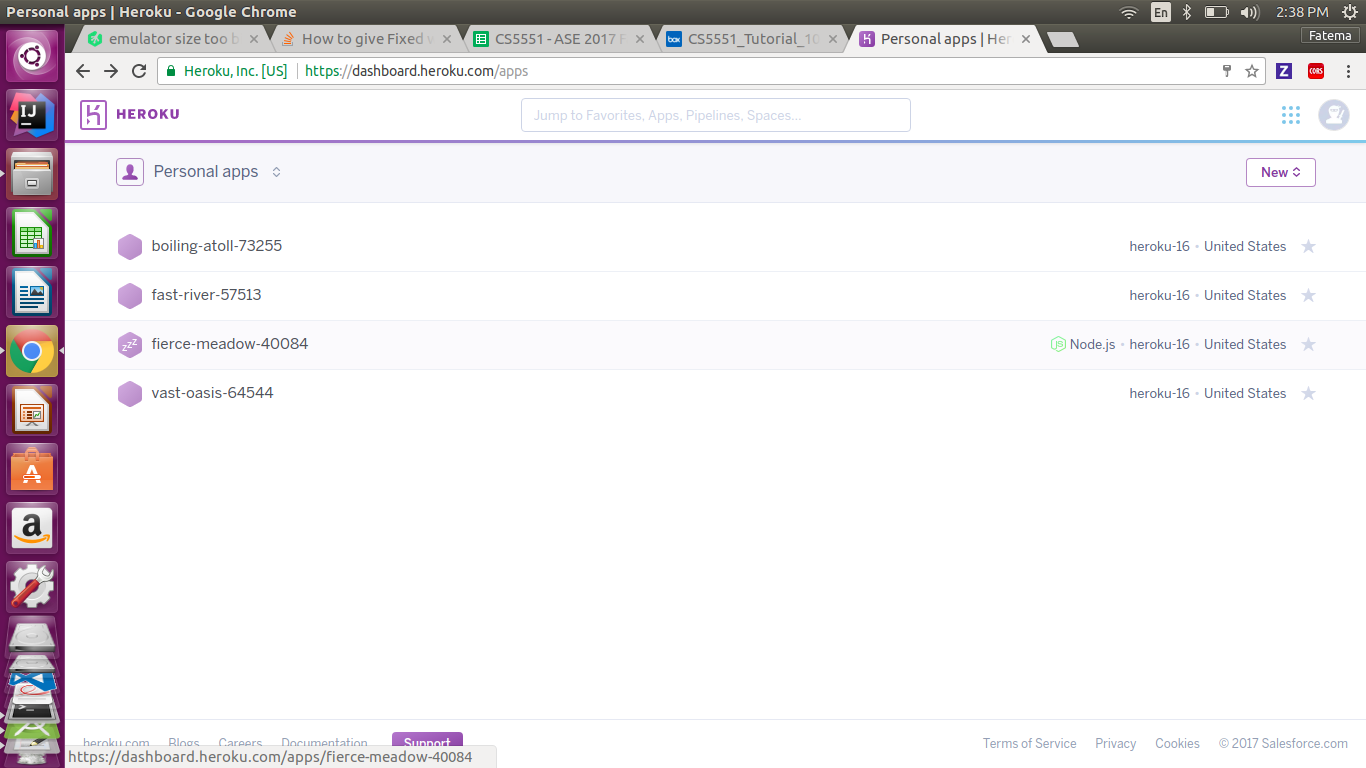 Personal apps | Heroku - Google Chrome
En
2:38 PM
emulator size too b
How to give Fixed w
CS5551 - ASE 2017 F
box
CS5551_Tutorial_10
Personal apps | Her
Fatema
Heroku, Inc. [US]
https://dashboard.heroku.com/apps
Z
CORS
HEROKU
Jump to Favorites, Apps, Pipelines, Spaces...
Personal apps
New
boiling-atoll-73255
heroku-16 • United States
fast-river-57513
heroku-16 • United States
zzz
fierce-meadow-40084
Node.js • heroku-16 • United States
vast-oasis-64544
heroku-16 • United States
IJ
heroku.com
Blogs
Careers
Documentation
Support
Terms of Service
Privacy
Cookies
© 2017 Salesforce.com
https://dashboard.heroku.com/apps/fierce-meadow-40084